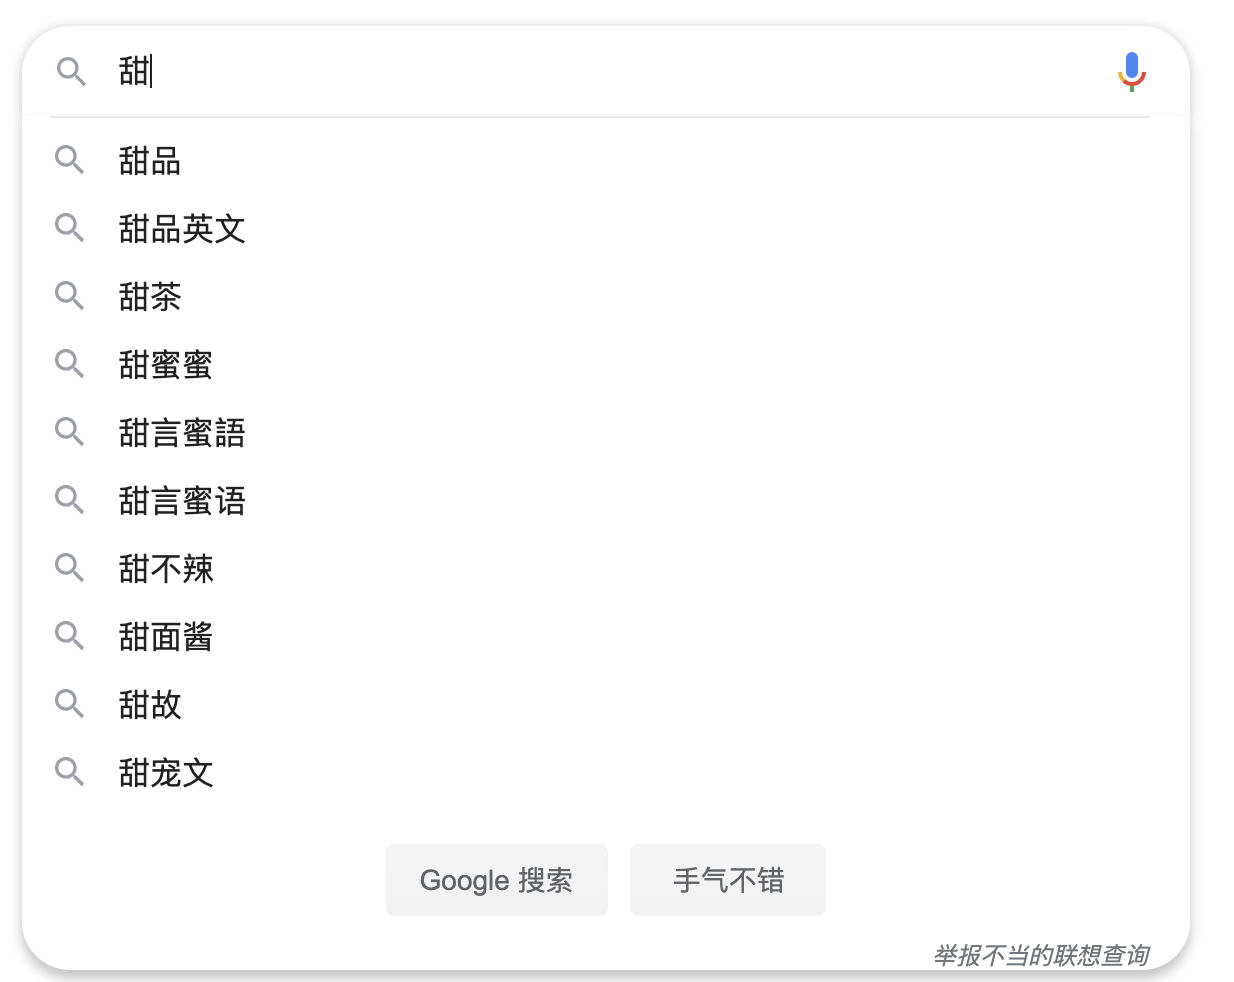 甜
甜品
甜品英文
甜茶
甜蜜蜜
甜言蜜語
甜言蜜语
甜不辣
甜面酱
甜故
甜宠文
Google 搜索
手气不错
举报不当的联想查询